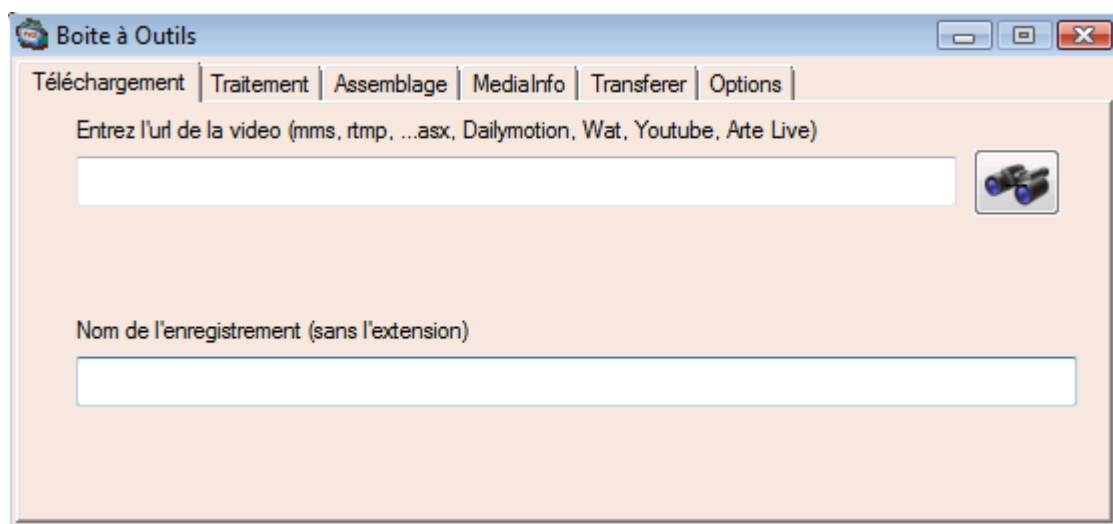 Boite à Outils
Téléchargement Traitement Assemblage MediaInfo Transferer Options
Entrez l'url de la video (mms, rtmp, ...asx, Dailymotion, Wat, Youtube, Arte Live)
Nom de l'enregistrement (sans l'extension)